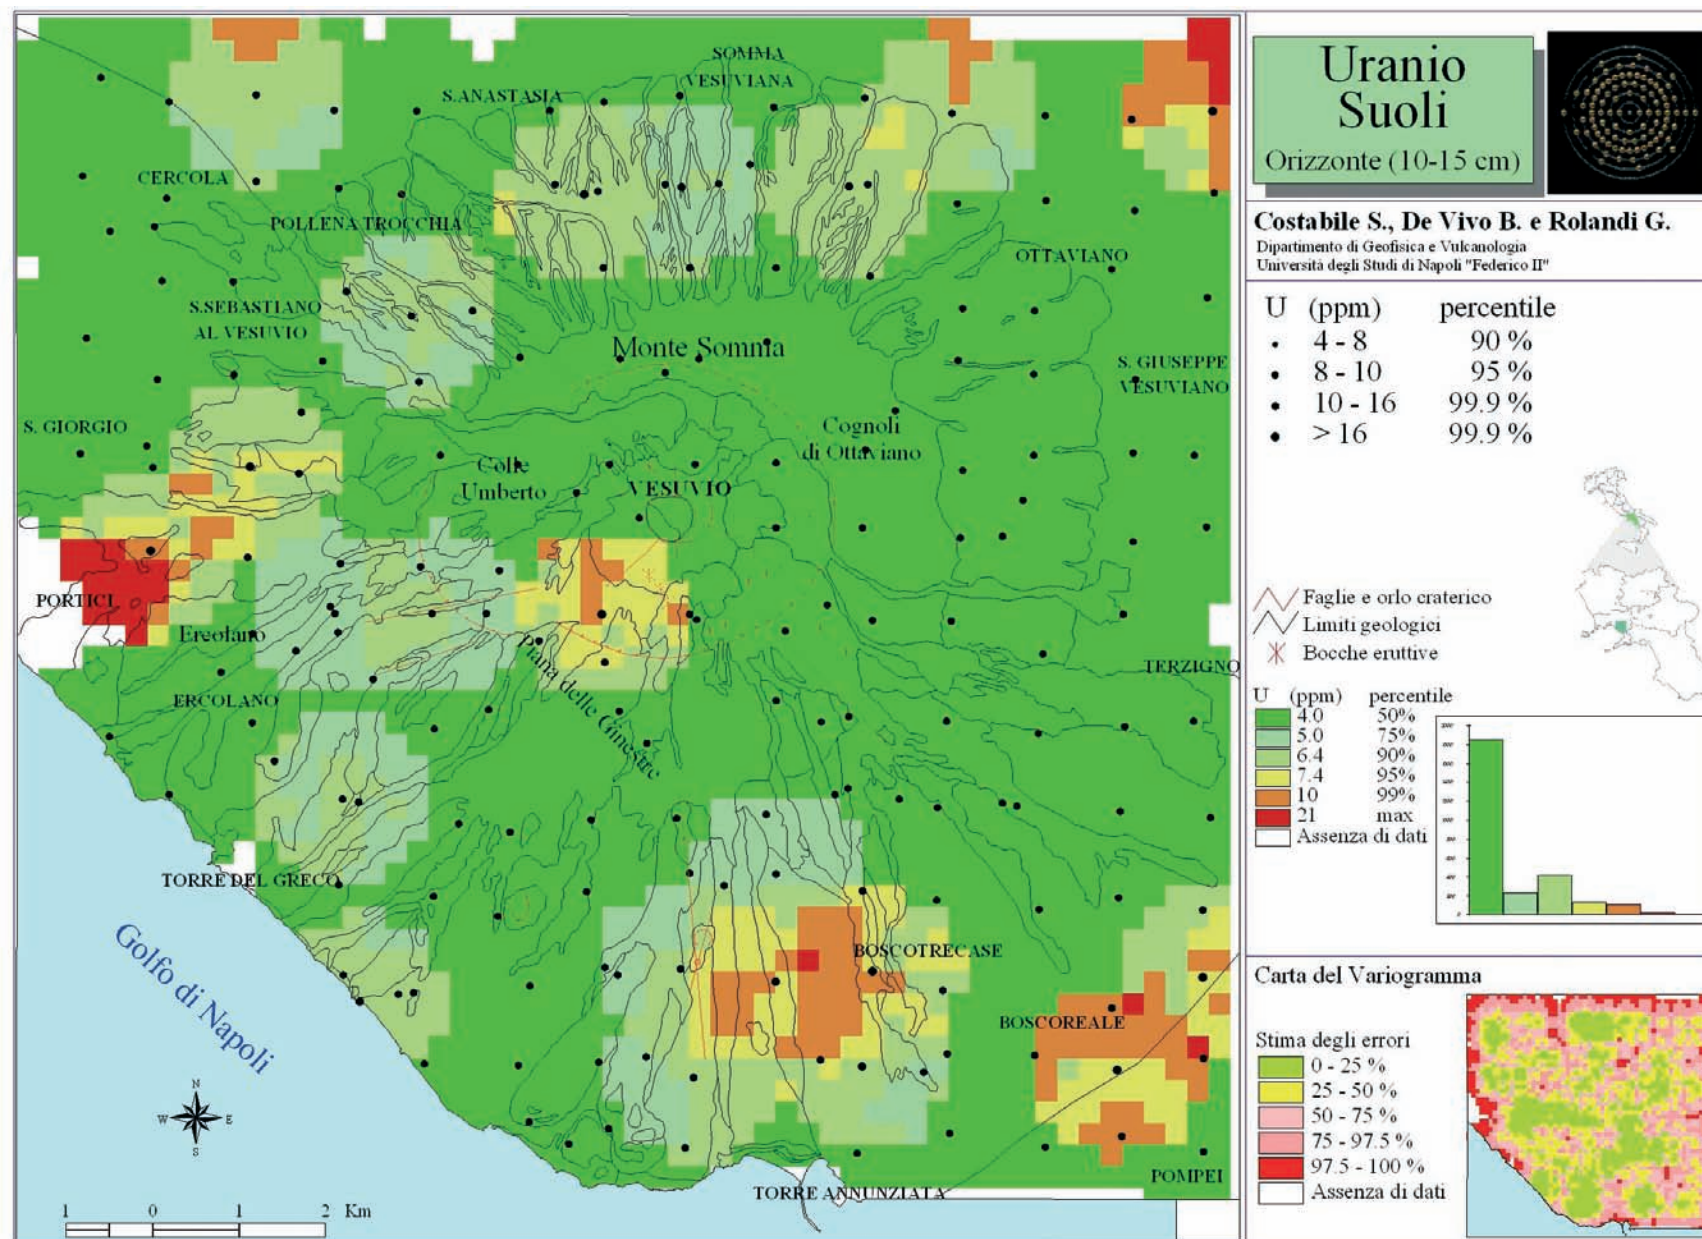 SOMMA
VESUVIANA
S.ANASTASIA
CERCOLA
POLLENA TROCCHIA
OTTAVIANO
S.SEBASTIANO
AL VESUVIO
Monte Somma
S. GIUSEPPE
VESUVIANO
S. GIORGIO
Cognoli
di Ottaviano
Colle
Umberto
VESUVIO
PORTICI
Ercolano
Piana delle Ginestre
TERZIGNO
ERCOLANO
TORRE DEL GRECO
Golfo di Napoli
BOSCOTRECASE
BOSCOREALE
POMPEI
TORRE ANNUNZIATA
N
W E
S
1 0 1 2 Km
Uranio
Suoli
Orizzonte (10-15 cm)
Costabile S., De Vivo B. e Rolandi G.
Dipartimento di Geofisica e Vulcanologia
Università degli Studi di Napoli "Federico II"
U (ppm) percentile
4 - 8 90 %
8 - 10 95 %
10 - 16 99.9 %
> 16 99.9 %
Faglie e orlo craterico
Limiti geologici
Bocche eruttive
U (ppm) percentile
4.0 50%
5.0 75%
6.4 90%
7.4 95%
10 99%
21 max
Assenza di dati
Carta del Variogramma
Stima degli errori
0 - 25 %
25 - 50 %
50 - 75 %
75 - 97.5 %
97.5 - 100 %
Assenza di dati